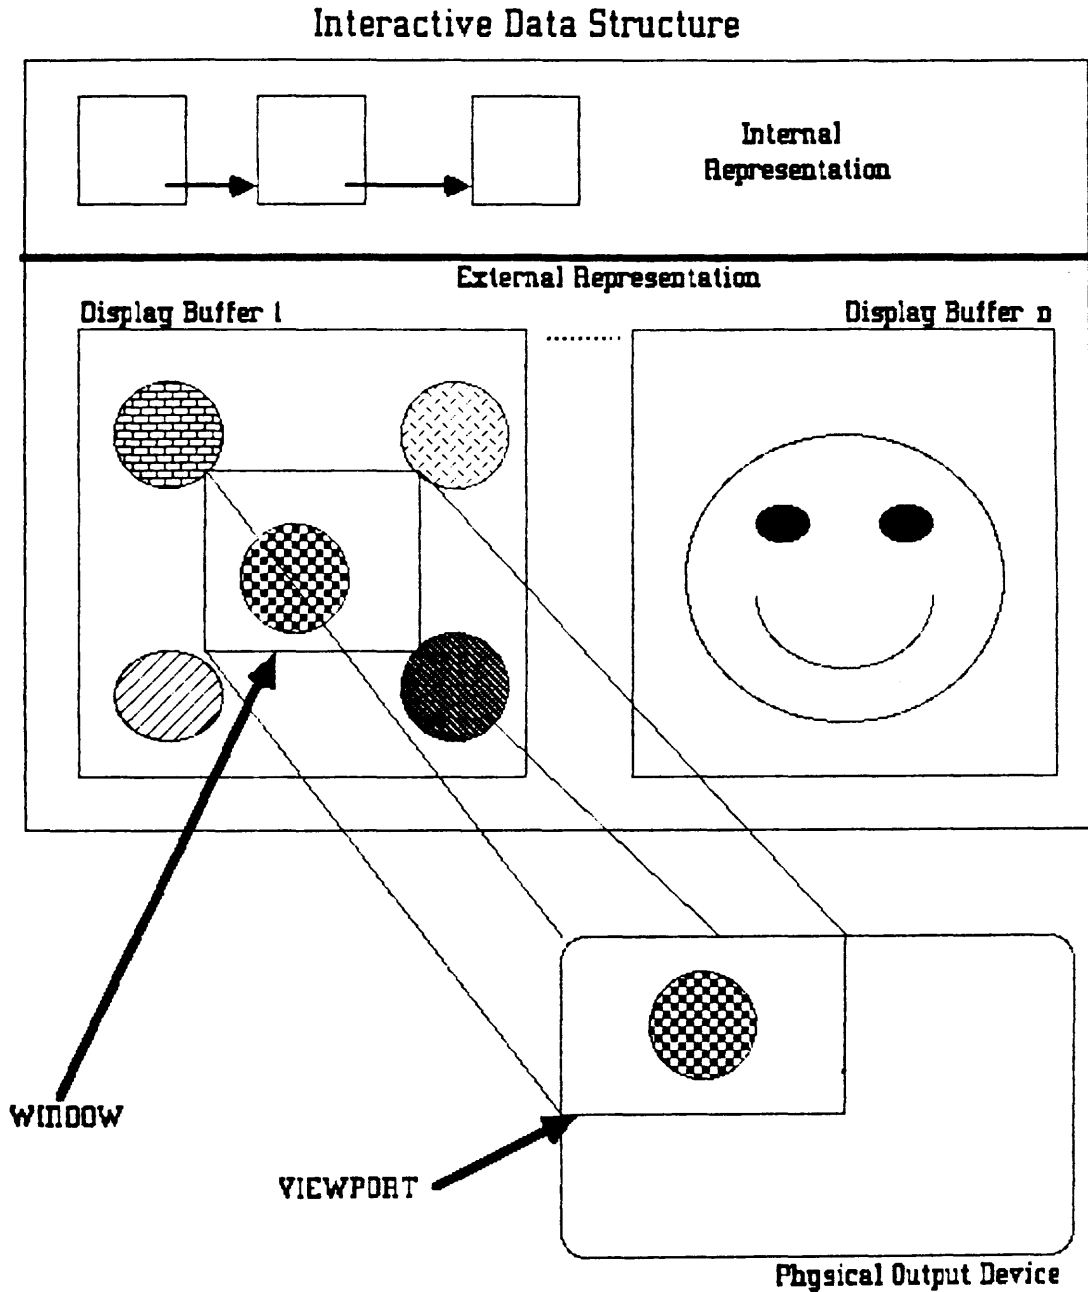 Interactive Data Structure
Internal
Representation
External Representation
Display Buffer 1
Display Buffer n
WINDOW
VIEWPORT
Physical Output Device